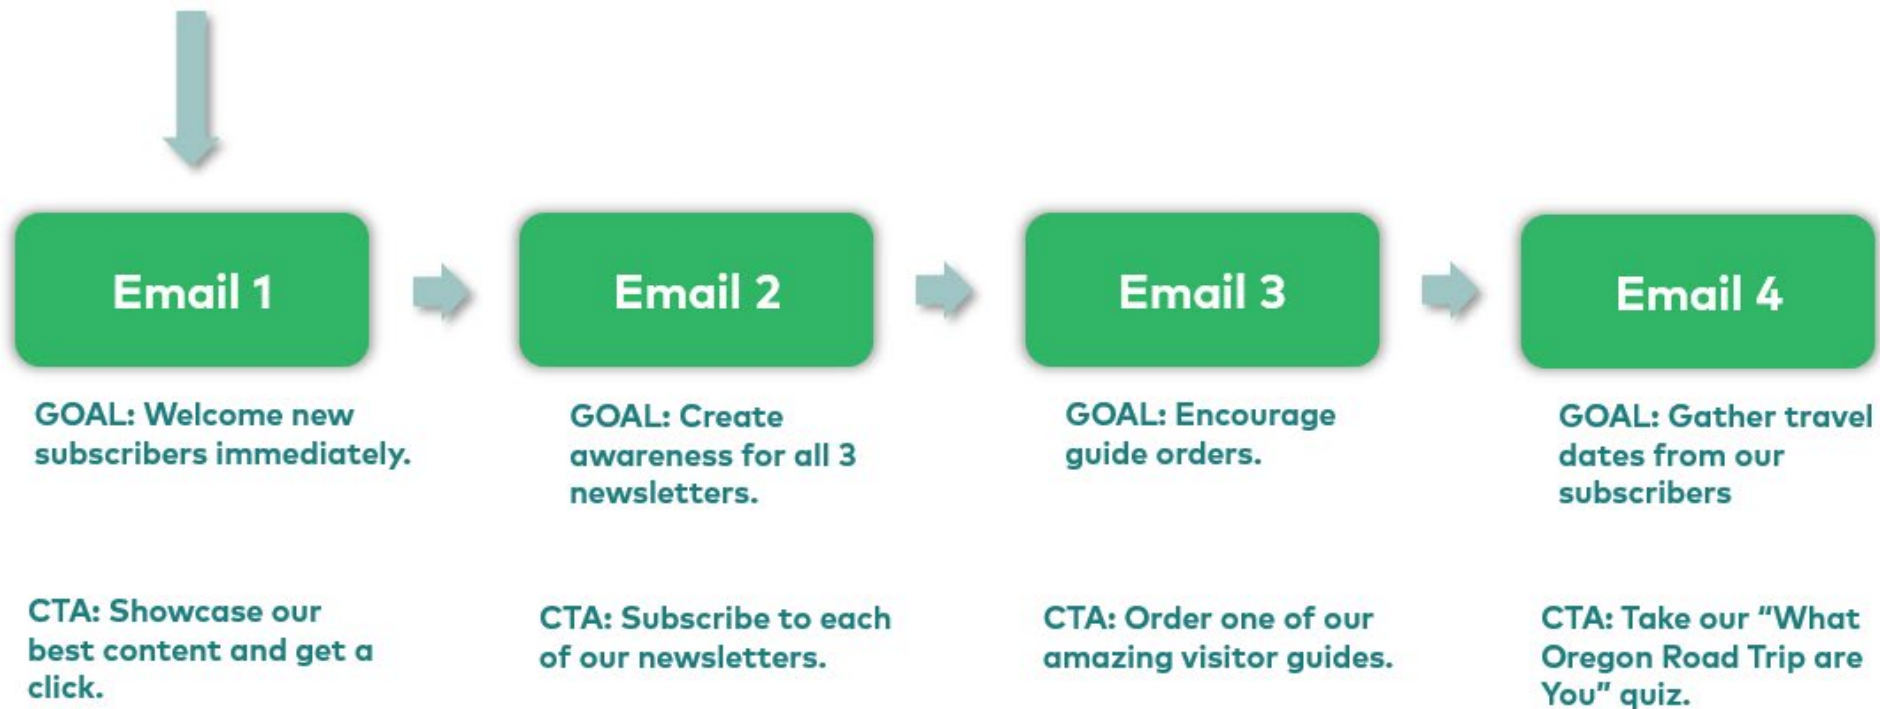 Email 1
Email 2
Email 3
Email 4
GOAL: Welcome new
subscribers immediately.
GOAL: Create
awareness for all 3
newsletters.
GOAL: Encourage
guide orders.
GOAL: Gather travel
dates from our
subscribers
CTA: Showcase our
best content and get a
click.
CTA: Subscribe to each
of our newsletters.
CTA: Order one of our
amazing visitor guides.
CTA: Take our “What
Oregon Road Trip are
You” quiz.